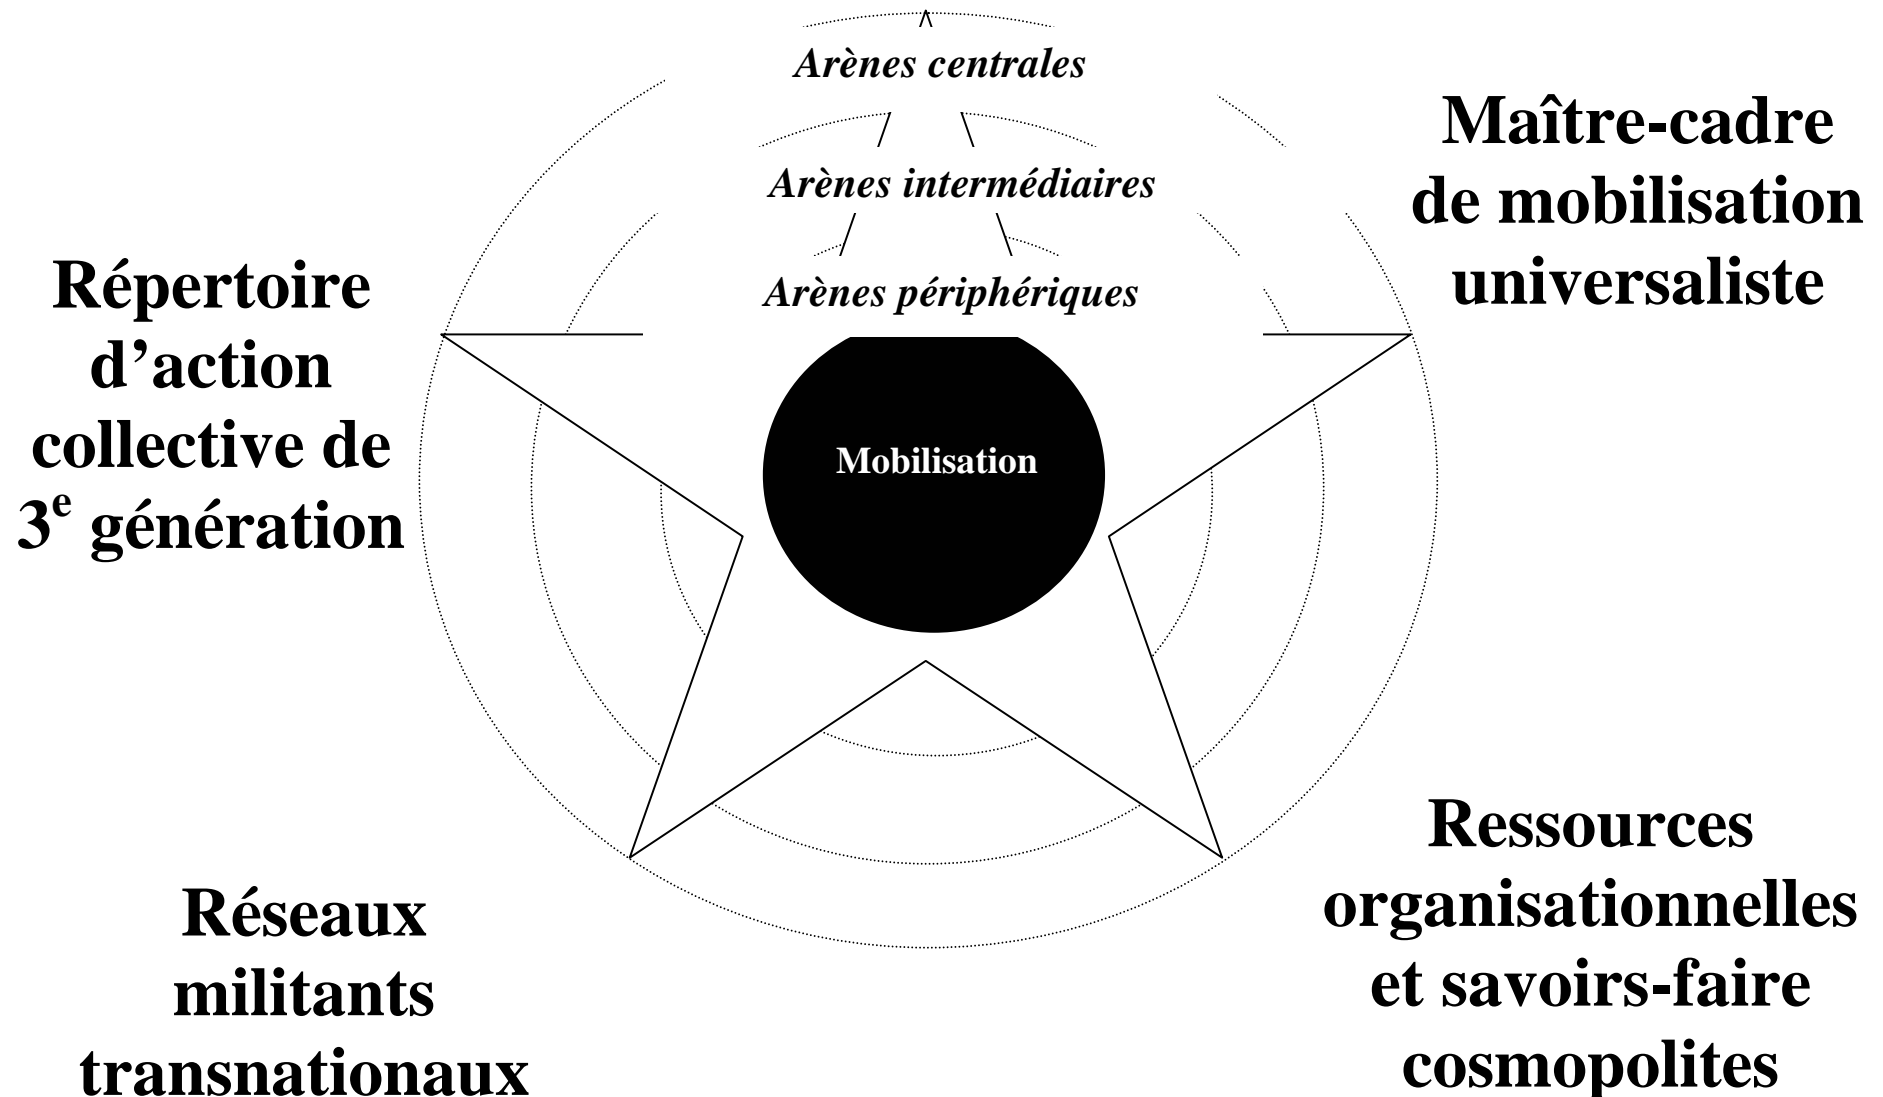 Arènes centrales
Arènes intermédiaires
Arènes périphériques
Maître-cadre
de mobilisation
universaliste
Répertoire
d’action
collective de
3e génération
Mobilisation
Réseaux
militants
transnationaux
Ressources
organisationnelles
et savoirs-faire
cosmopolites